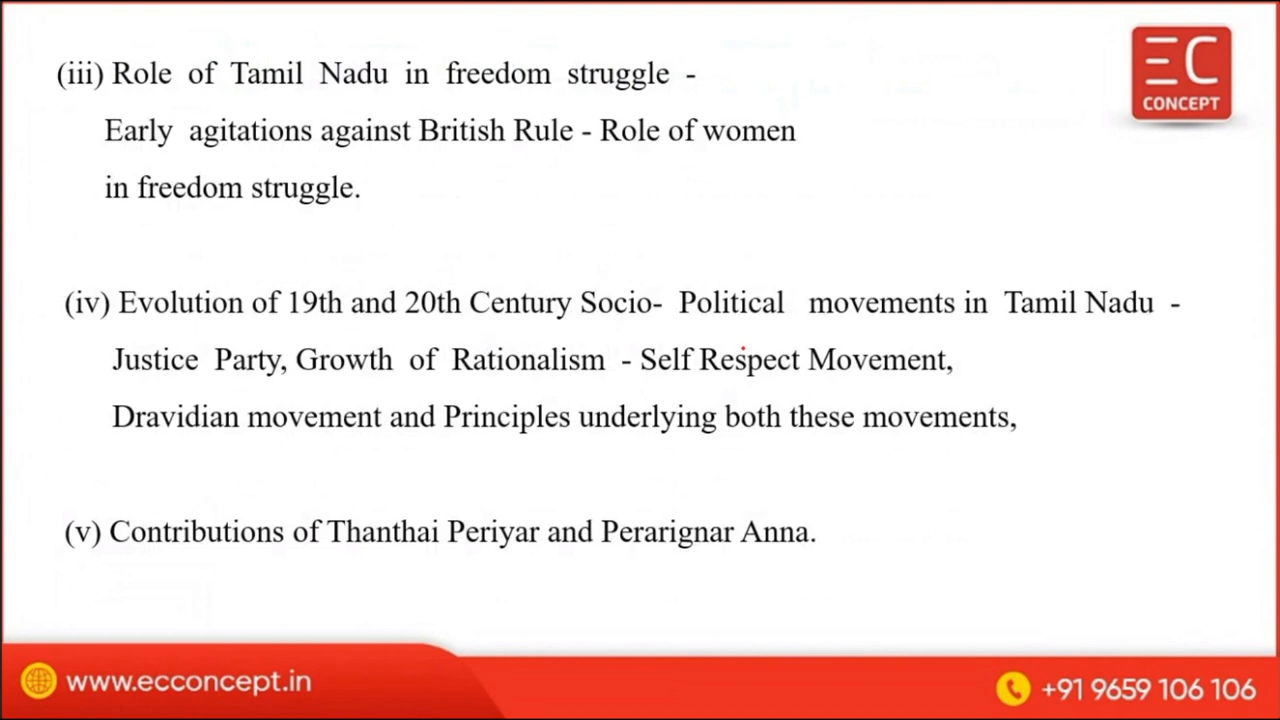 (iii) Role of Tamil Nadu in freedom struggle -
Early agitations against British Rule - Role of women
in freedom struggle.
(iv) Evolution of 19th and 20th Century Socio- Political movements in Tamil Nadu -
Justice Party, Growth of Rationalism - Self Respect Movement,
Dravidian movement and Principles underlying both these movements,
(v) Contributions of Thanthai Periyar and Perarignar Anna.
EC
CONCEPT
www.ecconcept.in
+91 9659 106 106